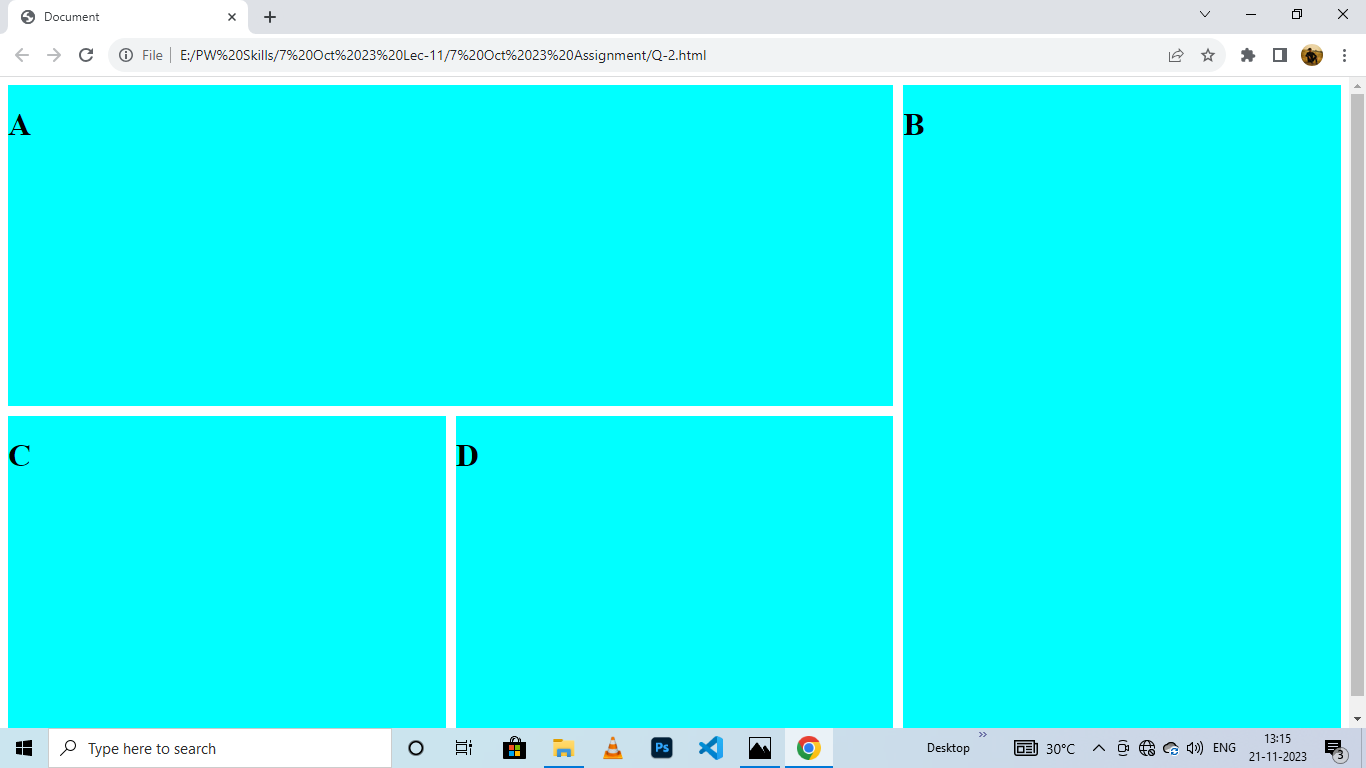 Document
File E:/PW%20Skills/7%20Oct%2023%20Lec-11/7%20Oct%2023%20Assignment/Q-2.html
A
B
C
D
Type here to search
Ps
Desktop
30°C
ENG
13:15
21-11-2023
3